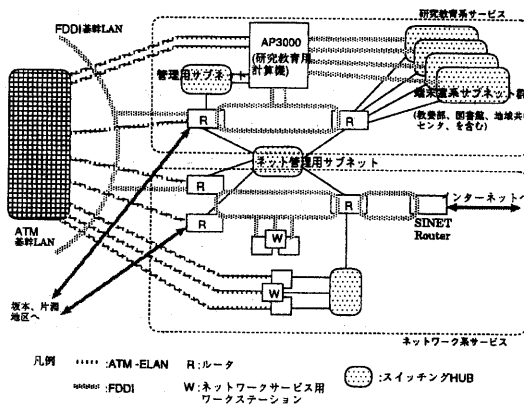 FDDI基幹LAN
研究教育系サービス
AP3000
(研究教育用
計算機)
管理用サブネット
端末室系サブネット群
(教養部、図書館、地域共同
センタ、を含む)
R
R
ネット管理用サブネット
R
R
R
インターネットへ
SINET
Router
W
W
ATM
基幹LAN
坂本、片淵
地区へ
ネットワーク系サービス
凡例
:ATM-ELAN
R:ルータ
:FDDI
W:ネットワークサービス用
ワークステーション
:スイッチングHUB